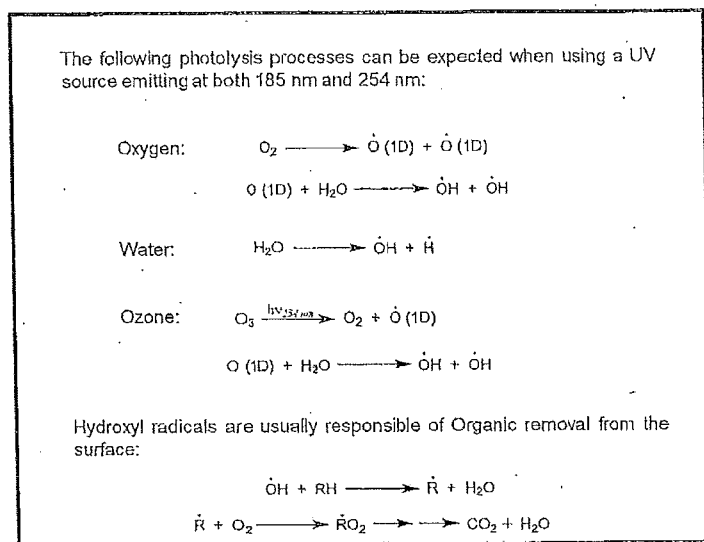 The following photolysis processes can be expected when using a UV
source emitting at both 185 nm and 254 nm:
Oxygen: O₂ ⟶ Ȯ (1D) + Ȯ (1D)
O (1D) + H₂O ⟶ ȮH + ȮH
Water: H₂O ⟶ ȮH + Ḣ
Ozone: O₃ ⟶ O₂ + Ȯ (1D)
O (1D) + H₂O ⟶ ȮH + ȮH
Hydroxyl radicals are usually responsible of Organic removal from the
surface:
ȮH + RH ⟶ Ṙ + H₂O
Ṙ + O₂ ⟶ ṘO₂ ⟶ ⟶ CO₂ + H₂O